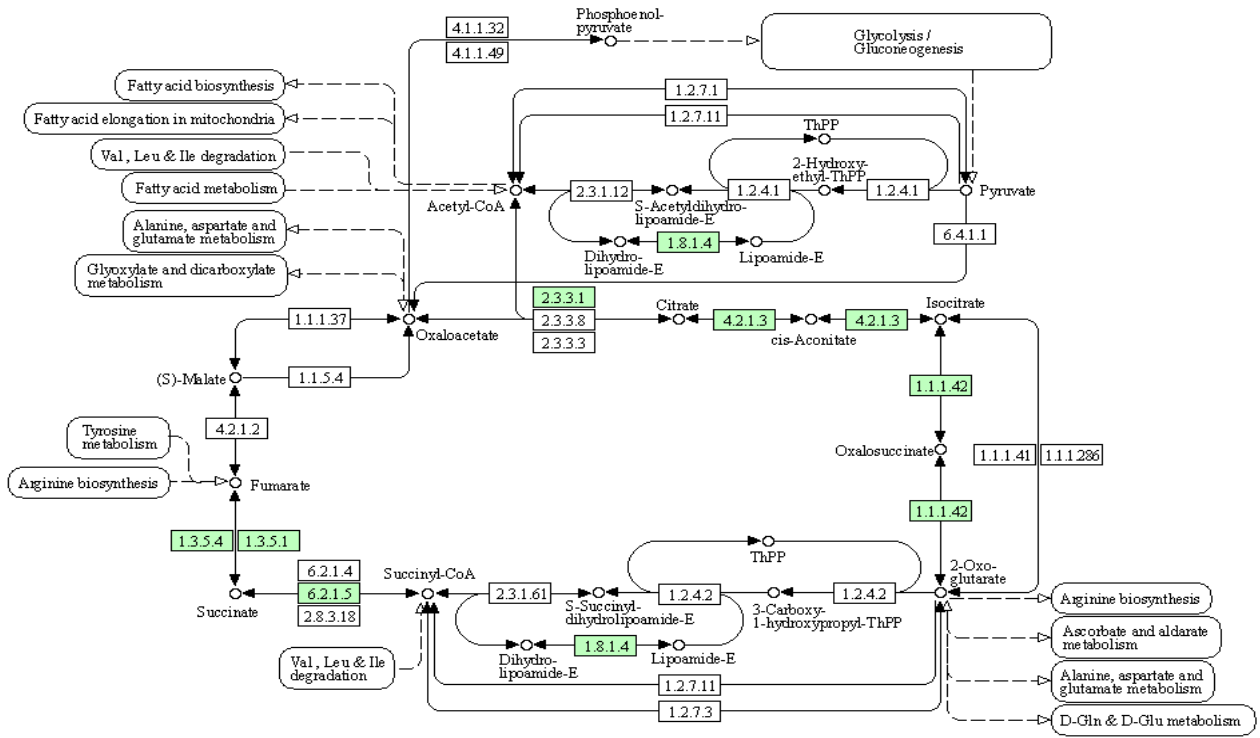 Phosphoenol-
pyruvate
4.1.1.32
4.1.1.49
Glycolysis /
Gluconeogenesis
Fatty acid biosynthesis
Fatty acid elongation in mitochondria
Val, Leu & Ile degradation
Fatty acid metabolism
Alanine, aspartate and
glutamate metabolism
Glyoxylate and dicarboxylate
metabolism
1.2.7.1
1.2.7.11
ThPP
2-Hydroxy-
ethyl-ThPP
2.3.1.12
1.2.4.1
1.2.4.1
Pyruvate
Acetyl-CoA
S-Acetyldihydro-
lipoamide-E
6.4.1.1
1.8.1.4
Dihydro-
lipoamide-E
Lipoamide-E
2.3.3.1
2.3.3.8
2.3.3.3
Citrate
4.2.1.3
cis-Aconitate
4.2.1.3
Isocitrate
1.1.1.37
Oxaloacetate
(S)-Malate
1.1.5.4
1.1.1.42
4.2.1.2
Tyrosine
metabolism
Arginine biosynthesis
Fumarate
Oxalosuccinate
1.1.1.41
1.1.1.286
1.1.1.42
1.3.5.4
1.3.5.1
ThPP
6.2.1.4
6.2.1.5
2.8.3.18
Succinate
Succinyl-CoA
2.3.1.61
S-Succinyl-
dihydrolipoamide-E
1.2.4.2
3-Carboxy-
1-hydroxypropyl-ThPP
1.2.4.2
2-Oxo-
glutarate
Arginine biosynthesis
Ascorbate and aldarate
metabolism
Alanine, aspartate and
glutamate metabolism
D-Gln & D-Glu metabolism
Val, Leu & Ile
degradation
1.8.1.4
Dihydro-
lipoamide-E
Lipoamide-E
1.2.7.11
1.2.7.3